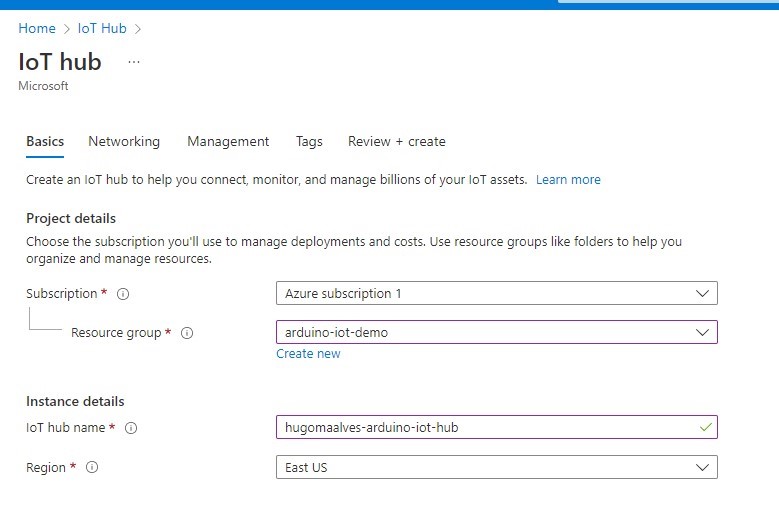 Home > IoT Hub >
IoT hub ...
Microsoft
Basics Networking Management Tags Review + create
Create an IoT hub to help you connect, monitor, and manage billions of your IoT assets. Learn more
Project details
Choose the subscription you'll use to manage deployments and costs. Use resource groups like folders to help you
organize and manage resources.
Subscription * Azure subscription 1
Resource group * arduino-iot-demo
Create new
Instance details
IoT hub name * hugomaalves-arduino-iot-hub
Region * East US